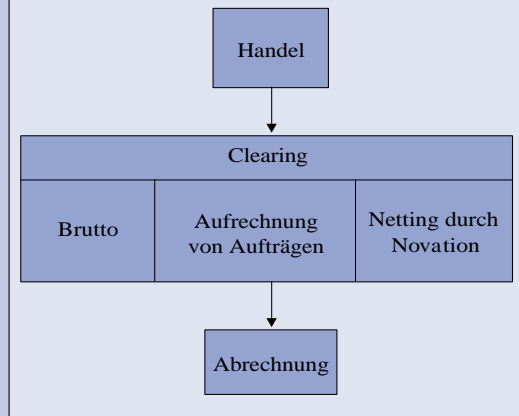 Handel
Clearing
Brutto
Aufrechnung
von Aufträgen
Netting durch
Novation
Abrechnung